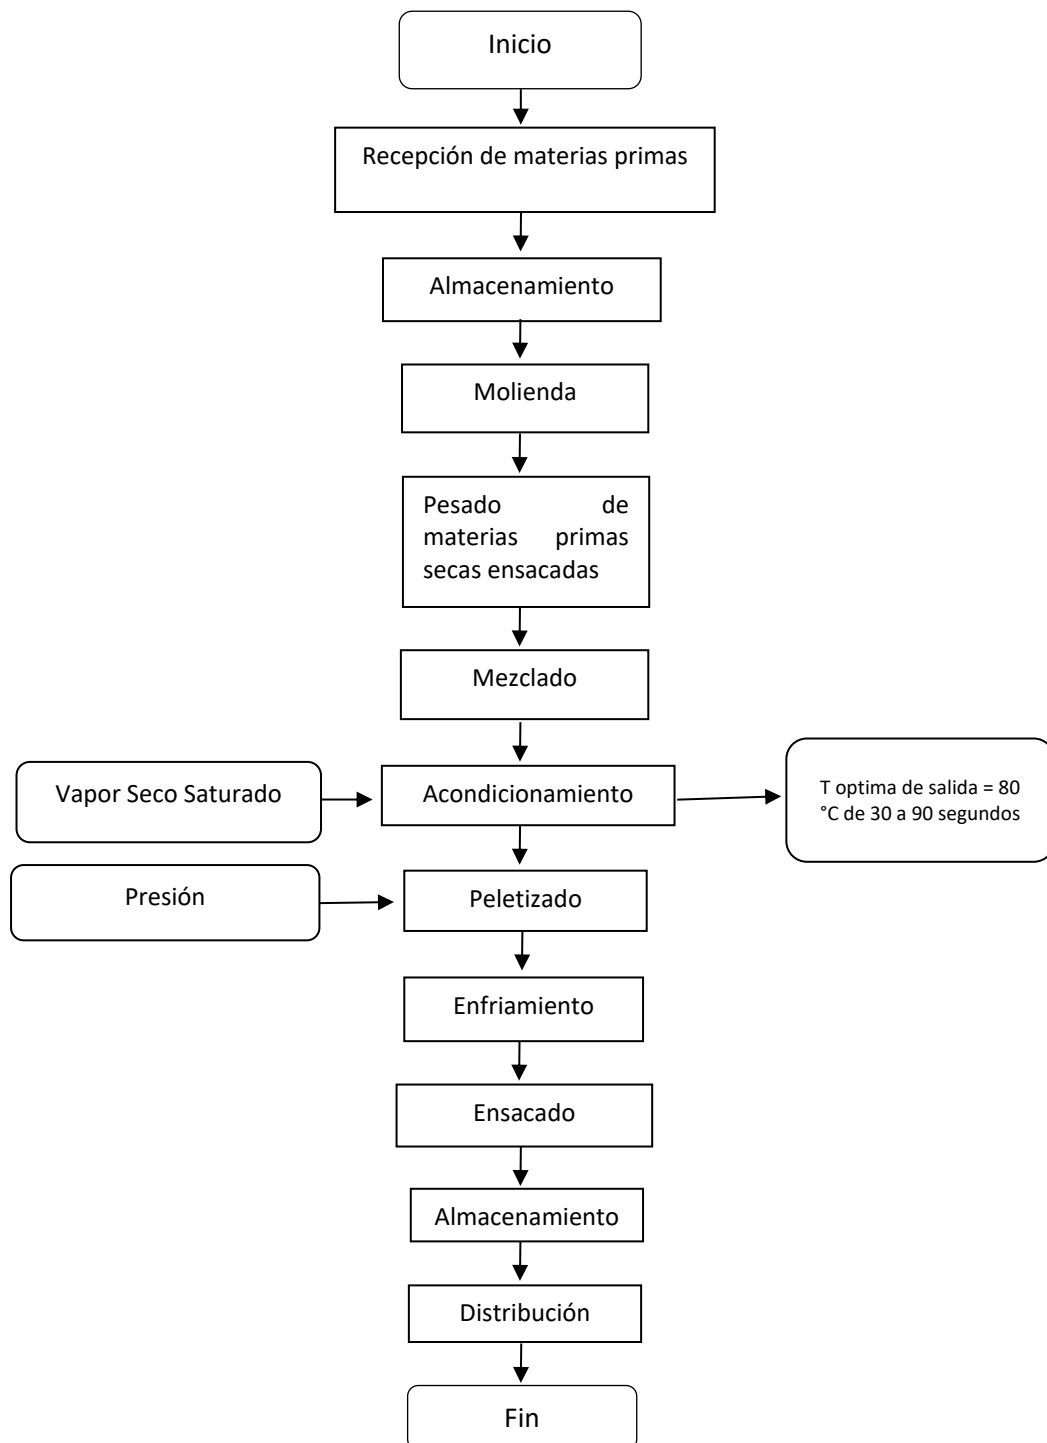 Inicio
Recepción de materias primas
Almacenamiento
Molienda
Pesado de
materias primas
secas ensacadas
Mezclado
Vapor Seco Saturado
Acondicionamiento
T optima de salida = 80
°C de 30 a 90 segundos
Presión
Peletizado
Enfriamiento
Ensacado
Almacenamiento
Distribución
Fin